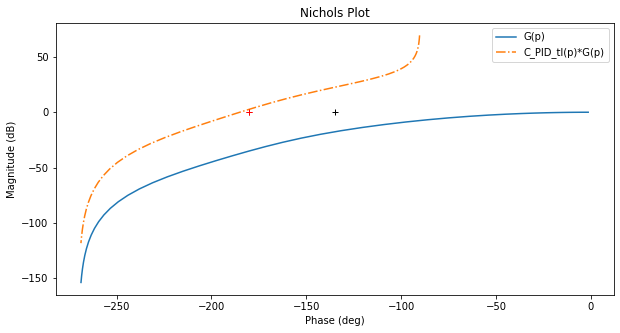 Nichols Plot
G(p)
C_PID_tl(p)*G(p)
Magnitude (dB)
50
0
−50
−100
−150
−250
−200
−150
−100
−50
0
Phase (deg)